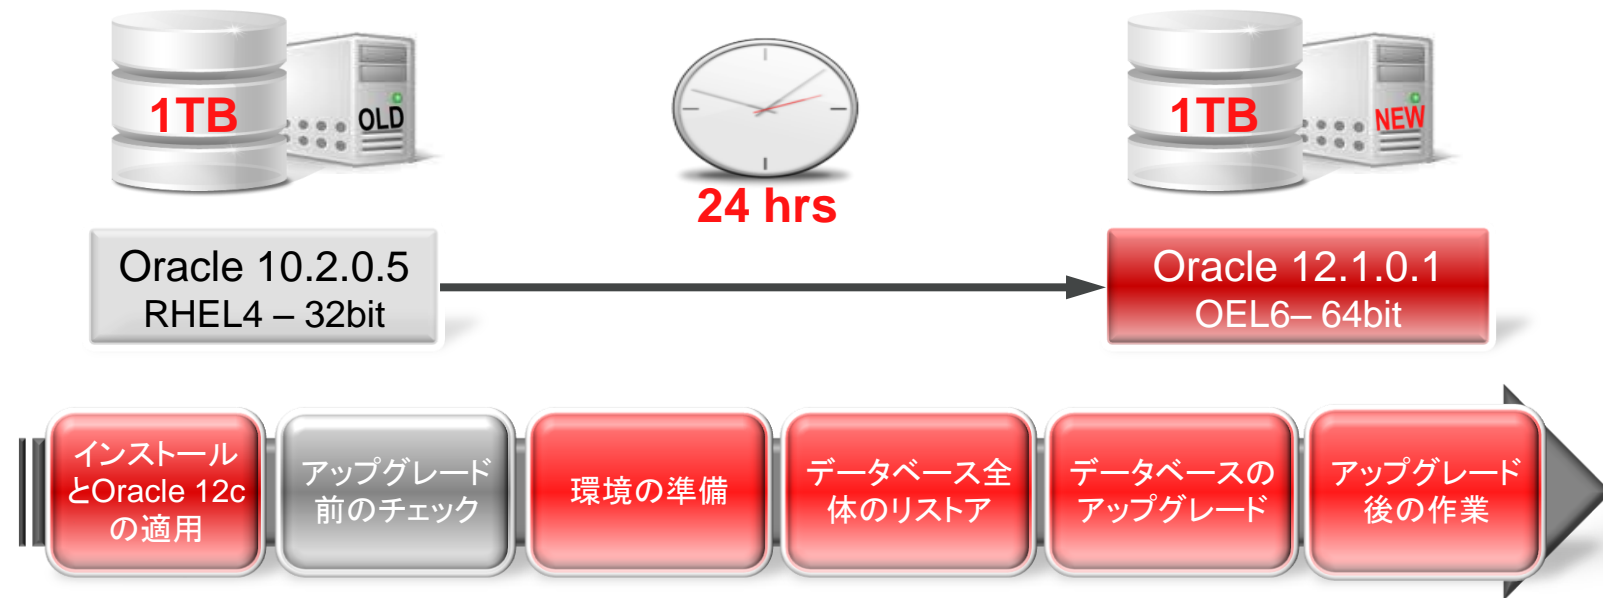 1TB
OLD
24 hrs
1TB
NEW
Oracle 10.2.0.5
RHEL4 – 32bit
Oracle 12.1.0.1
OEL6– 64bit
インストール
とOracle 12c
の適用
アップグレード
前のチェック
環境の準備
データベース全
体のリストア
データベースの
アップグレード
アップグレード
後の作業